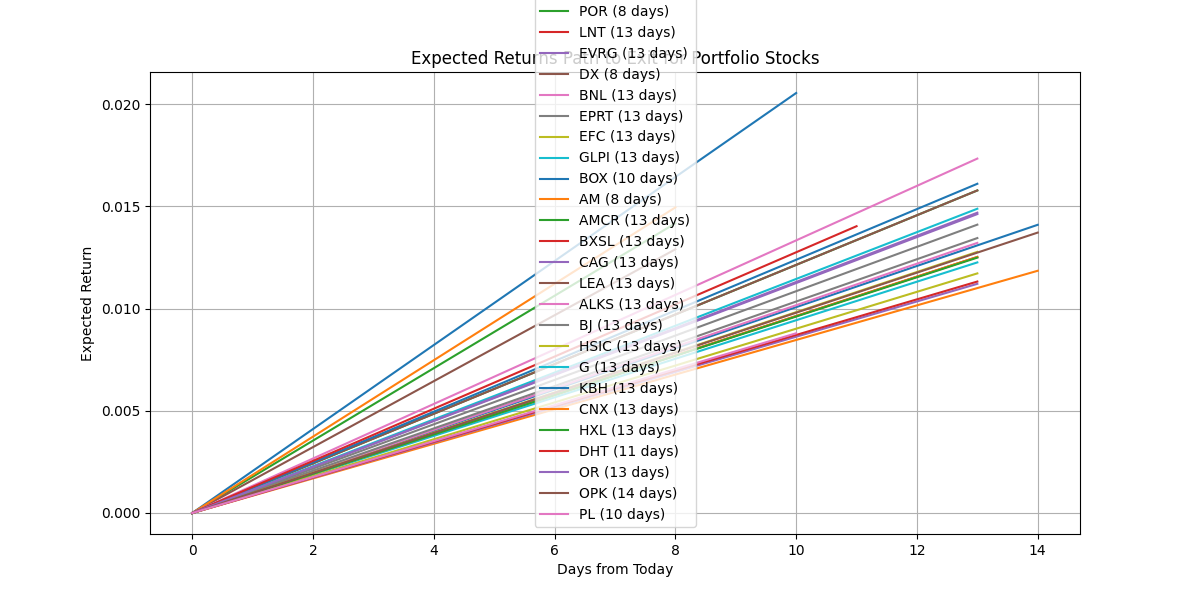 POR (8 days)
LNT (13 days)
EVRG (13 days)
Expected Returns Path to Exit for Portfolio Stocks
DX (8 days)
BNL (13 days)
EPRT (13 days)
EFC (13 days)
GLPI (13 days)
BOX (10 days)
AM (8 days)
AMCR (13 days)
BXSL (13 days)
CAG (13 days)
LEA (13 days)
ALKS (13 days)
BJ (13 days)
HSIC (13 days)
G (13 days)
KBH (13 days)
CNX (13 days)
HXL (13 days)
DHT (11 days)
OR (13 days)
OPK (14 days)
PL (10 days)
0.020
0.015
0.010
0.005
0.000
Expected Return
0 2 4 6 8 10 12 14
Days from Today